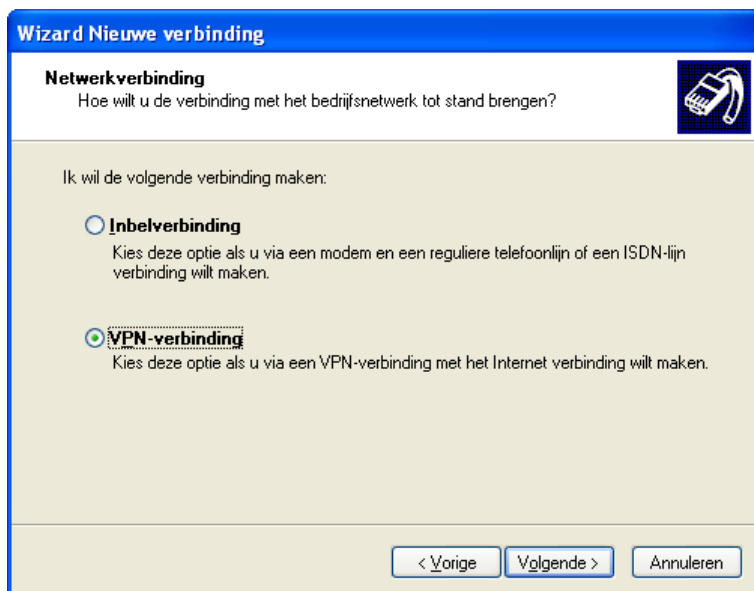 Wizard Nieuwe verbinding
Netwerkverbinding
Hoe wilt u de verbinding met het bedrijfsnetwerk tot stand brengen?
Ik wil de volgende verbinding maken:
Inbelverbinding
Kies deze optie als u via een modem en een reguliere telefoonlijn of een ISDN-lijn
verbinding wilt maken.
VPN-verbinding
Kies deze optie als u via een VPN-verbinding met het Internet verbinding wilt maken.
< Vorige
Volgende >
Annuleren